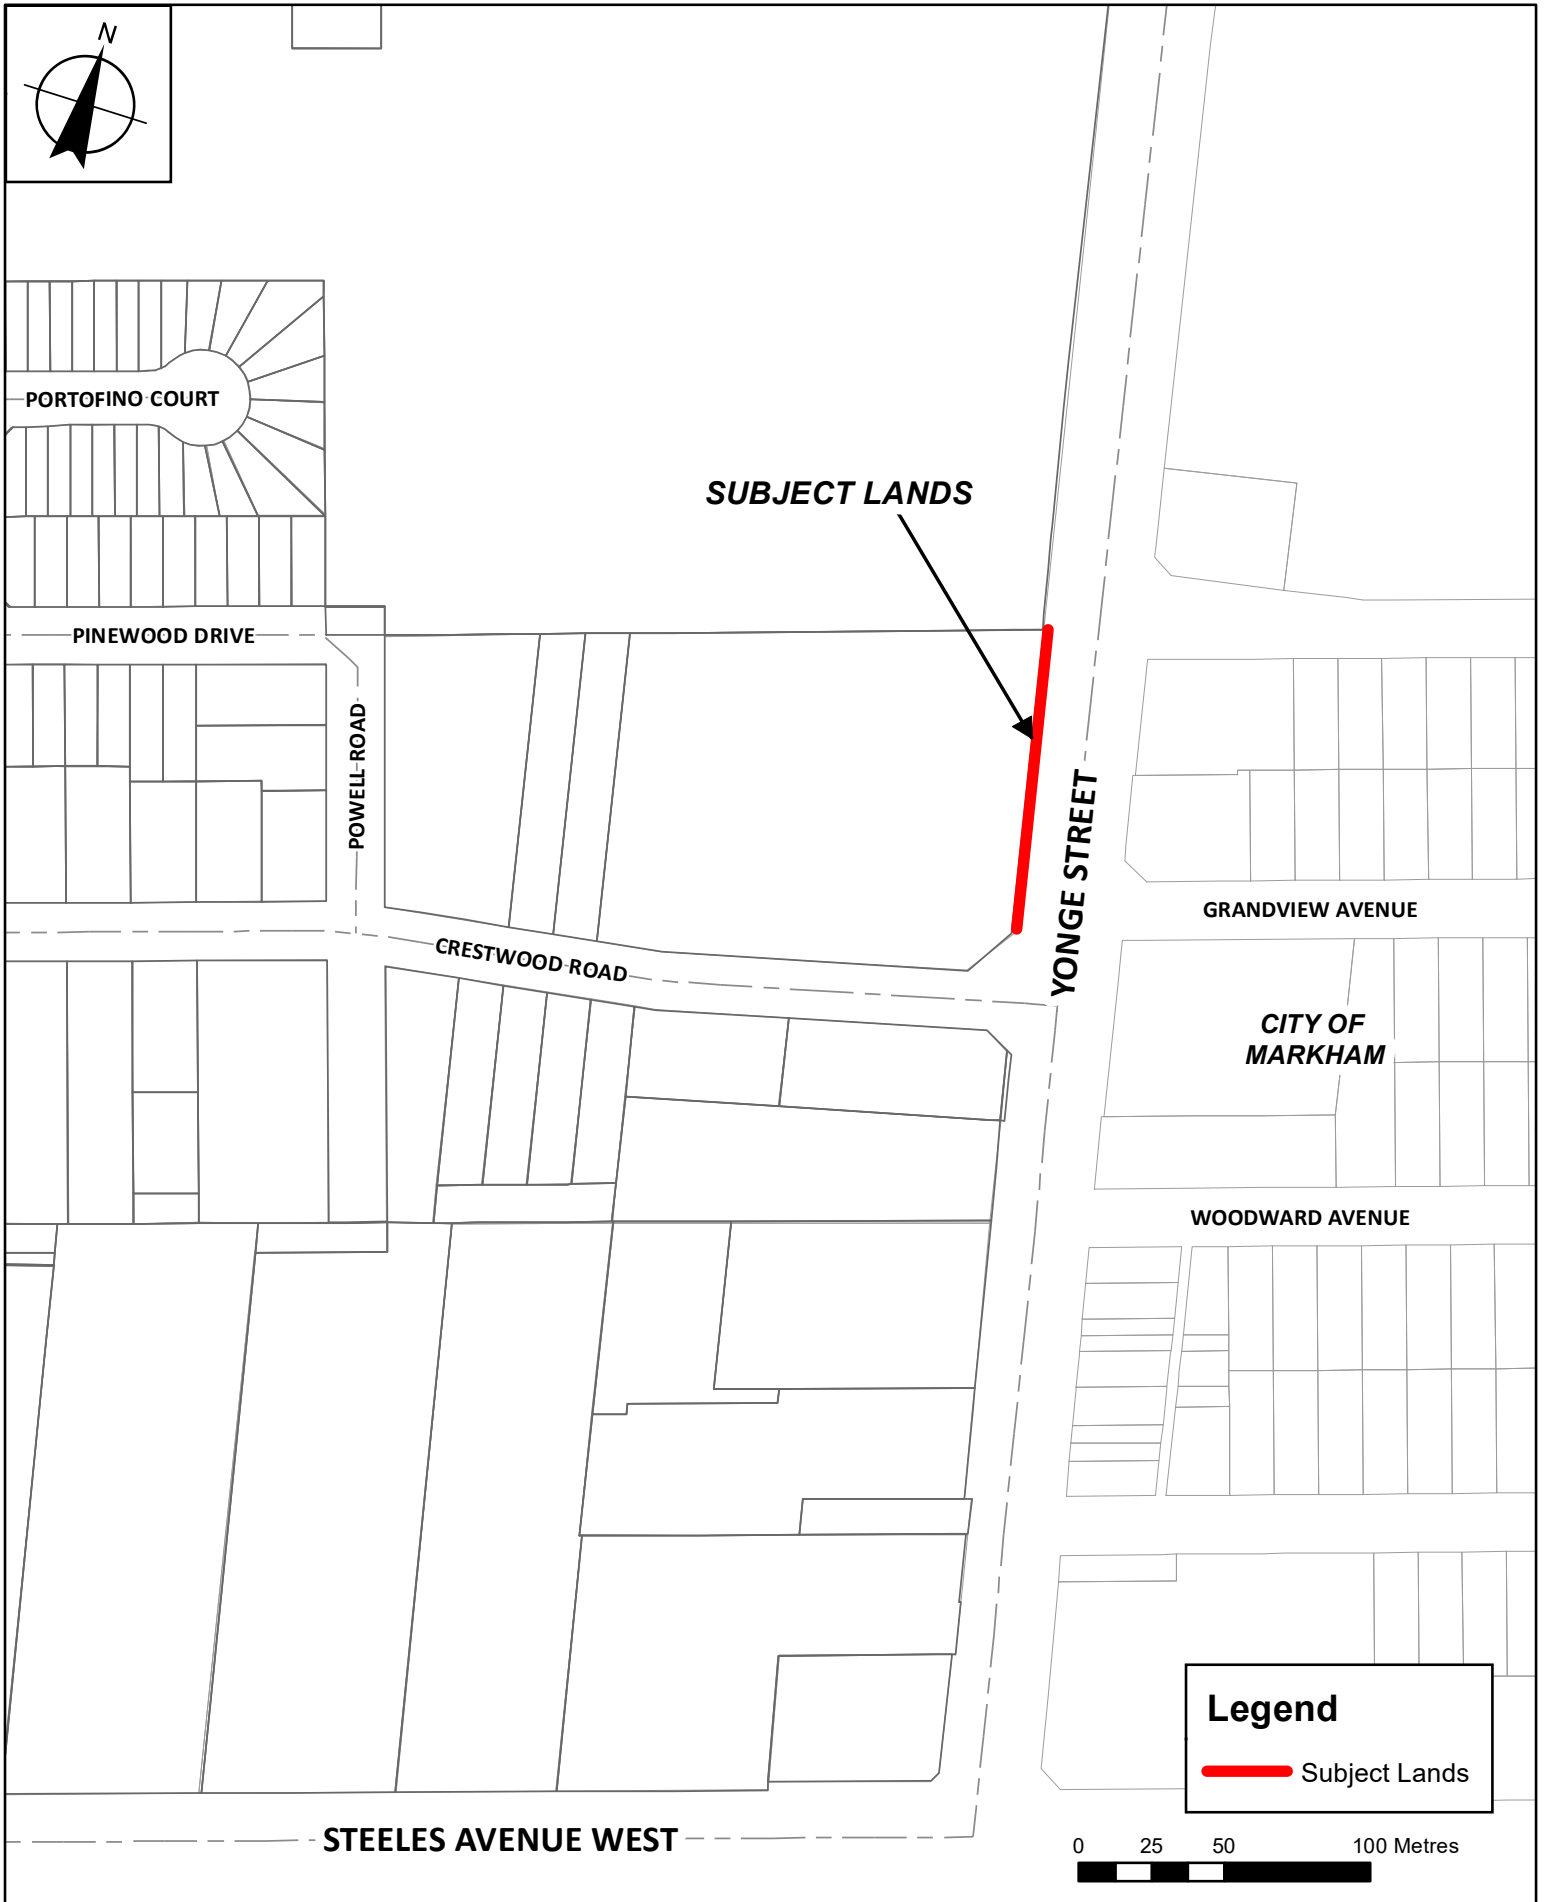 N
PORTOFINO COURT
SUBJECT LANDS
PINEWOOD DRIVE
POWELL ROAD
YONGE STREET
GRANDVIEW AVENUE
CRESTWOOD ROAD
CITY OF
MARKHAM
WOODWARD AVENUE
Legend
Subject Lands
STEELES AVENUE WEST
0 25 50 100 Metres